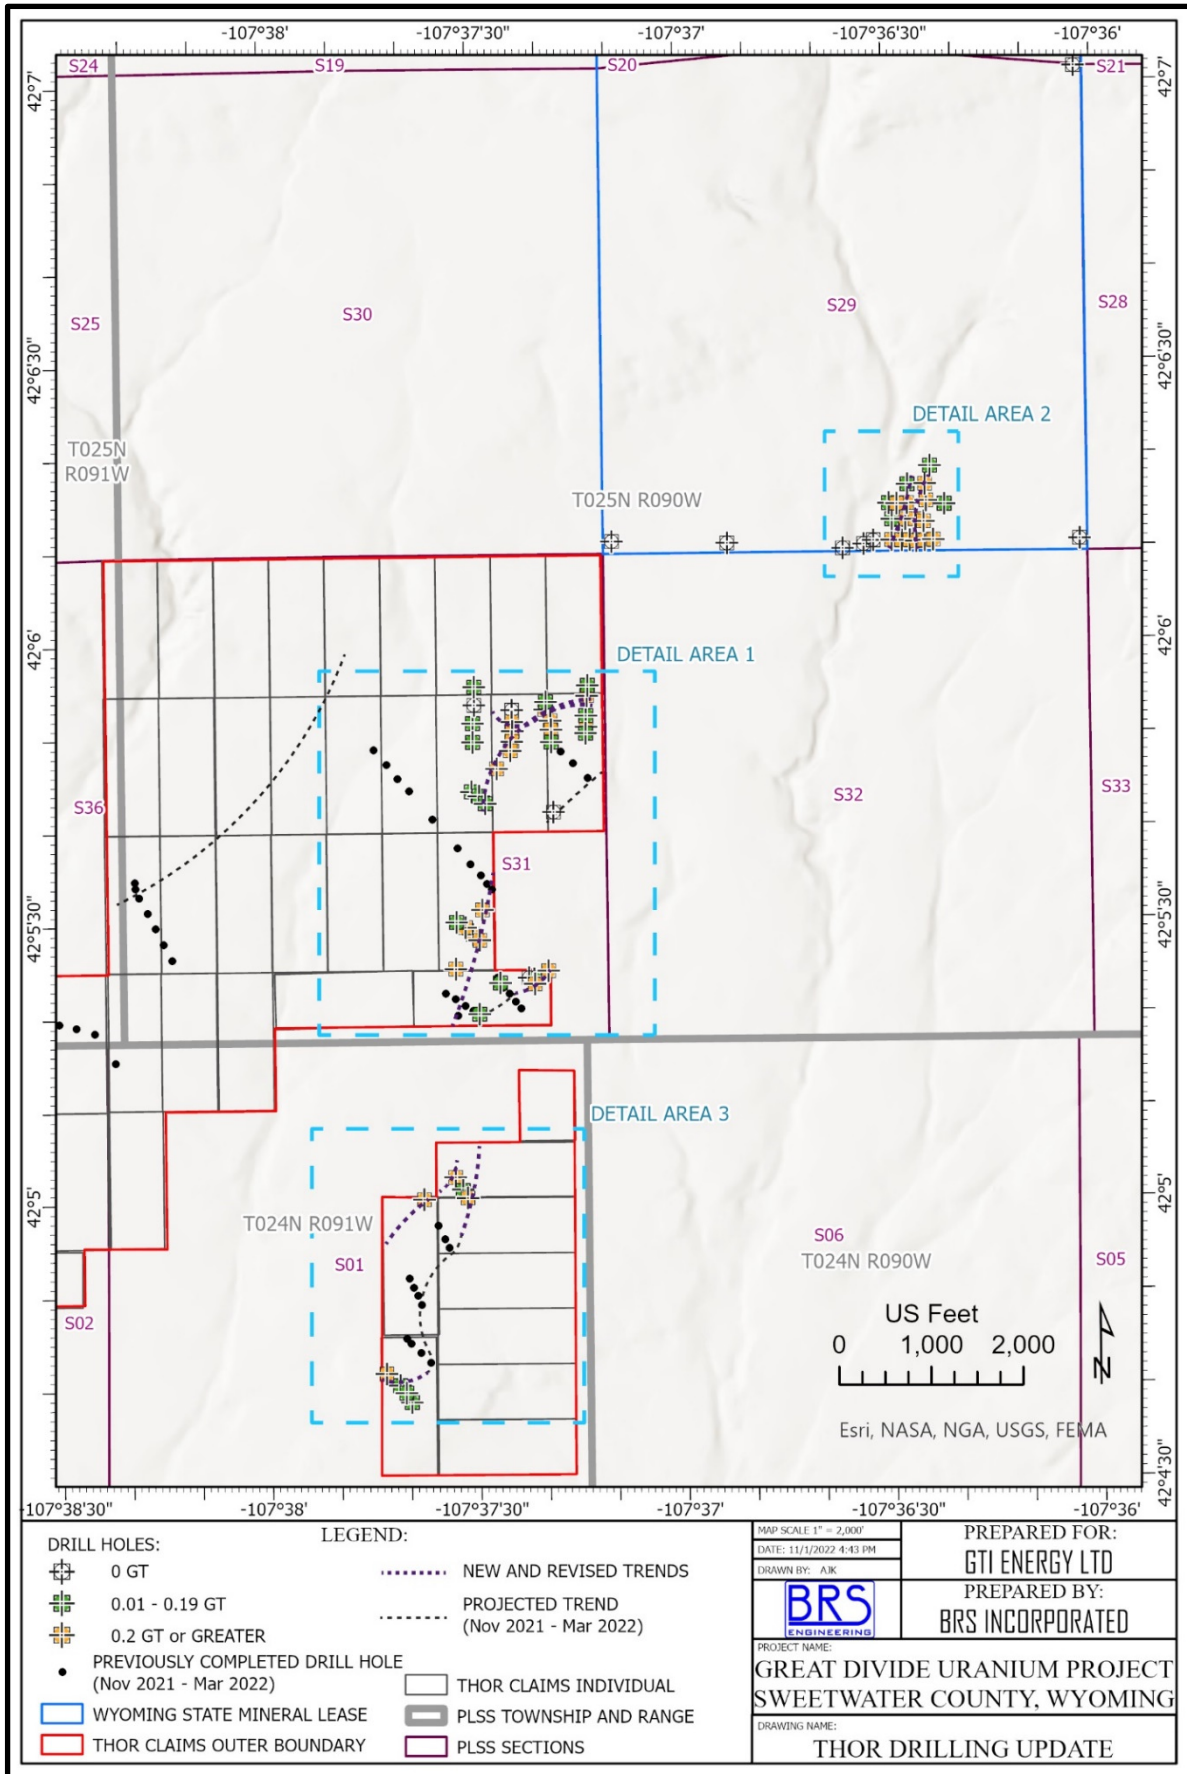 -107°38' -107°37'30" -107°37' -107°36'30" -107°36'
S24 S19 S20 S21
42°7' 42°7'
S25 S30 S29 S28
42°6'30" 42°6'30"
DETAIL AREA 2
T025N
R091W
T025N R090W
42°6' 42°6'
DETAIL AREA 1
S36 S32 S33
S31
42°5'30" 42°5'30"
DETAIL AREA 3
42°5' 42°5'
T024N R091W
S01
S06
T024N R090W
S05
S02
US Feet
0 1,000 2,000
N
Esri, NASA, NGA, USGS, FEMA
42°4'30"
-107°38'30" -107°38' -107°37'30" -107°37' -107°36'30" -107°36'
LEGEND:
DRILL HOLES:
0 GT
0.01 - 0.19 GT
0.2 GT or GREATER
PREVIOUSLY COMPLETED DRILL HOLE
(Nov 2021 - Mar 2022)
WYOMING STATE MINERAL LEASE
THOR CLAIMS OUTER BOUNDARY
NEW AND REVISED TRENDS
PROJECTED TREND
(Nov 2021 - Mar 2022)
THOR CLAIMS INDIVIDUAL
PLSS TOWNSHIP AND RANGE
PLSS SECTIONS
MAP SCALE 1" = 2,000'
DATE: 11/1/2022 4:43 PM
DRAWN BY: AJK
PREPARED FOR:
GTI ENERGY LTD
BRS
ENGINEERING
PREPARED BY:
BRS INCORPORATED
PROJECT NAME:
GREAT DIVIDE URANIUM PROJECT
SWEETWATER COUNTY, WYOMING
DRAWING NAME:
THOR DRILLING UPDATE